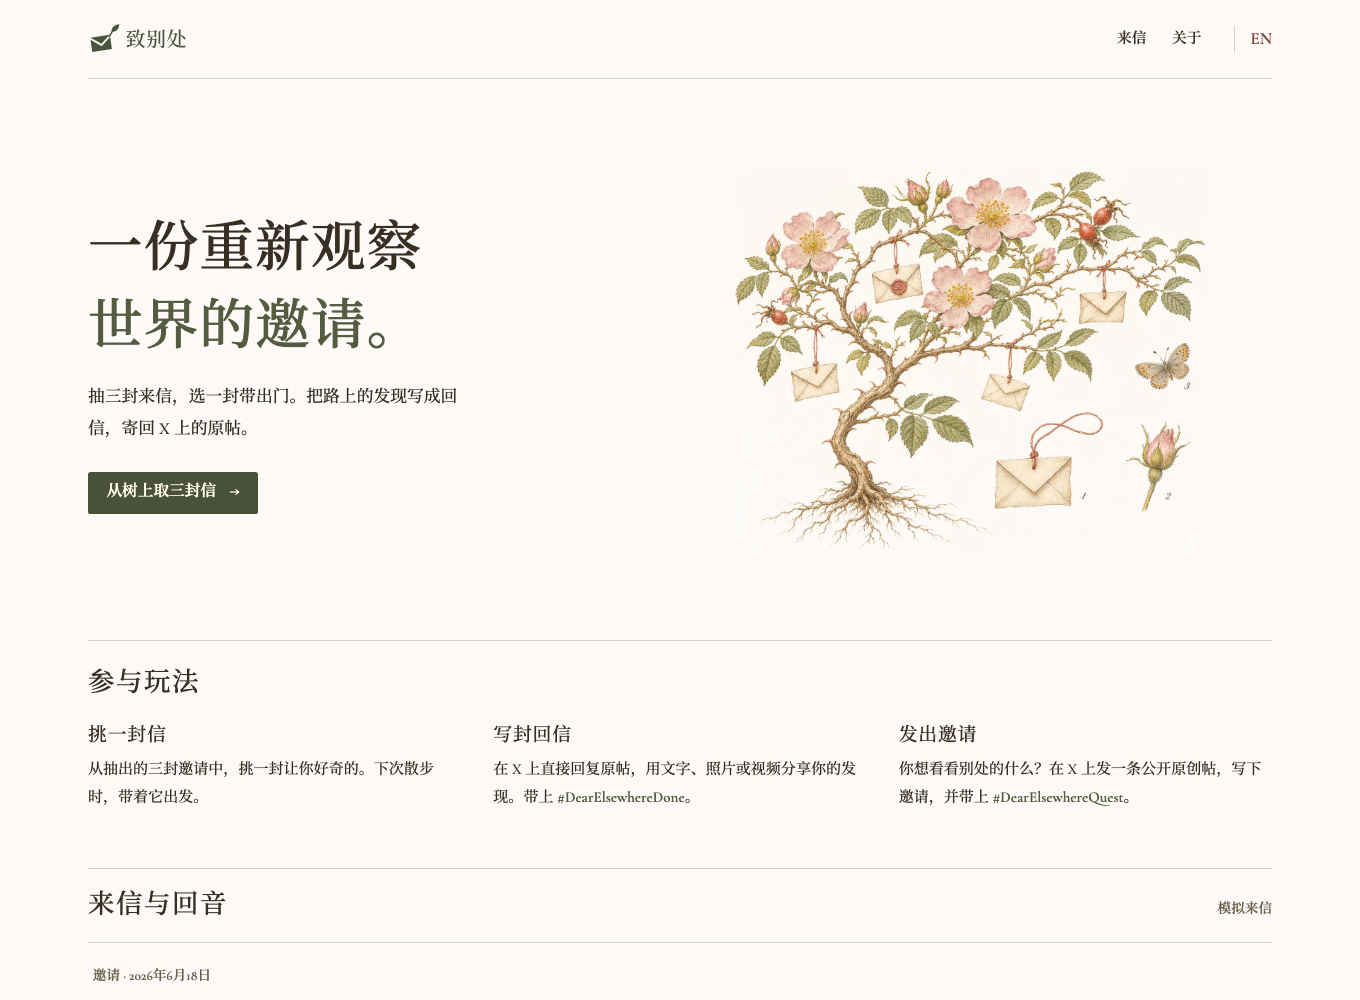 致别处
来信 关于 EN
一份重新观察
世界的邀请。
抽三封来信，选一封带出门。把路上的发现写成回
信，寄回 X 上的原帖。
从树上取三封信 →
3
1
2
参与玩法
挑一封信
从抽出的三封邀请中，挑一封让你好奇的。下次散步
时，带着它出发。
写封回信
在 X 上直接回复原帖，用文字、照片或视频分享你的发
现。带上 #DearElsewhereDone。
发出邀请
你想看看别处的什么？在 X 上发一条公开原创帖，写下
邀请，并带上 #DearElsewhereQuest。
来信与回音
模拟来信
邀请 · 2026年6月18日